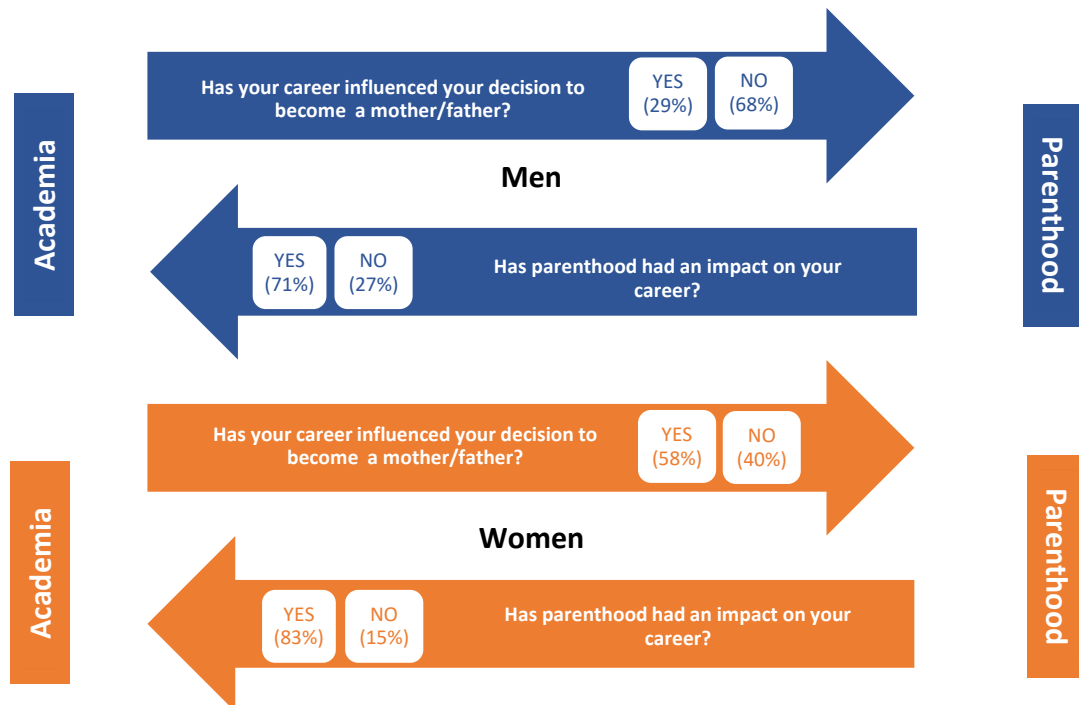 Has your career influenced your decision to
become a mother/father?
YES
(29%)
NO
(68%)
Academia
Men
Parenthood
YES
(71%)
NO
(27%)
Has parenthood had an impact on your
career?
Has your career influenced your decision to
become a mother/father?
YES
(58%)
NO
(40%)
Academia
Women
Parenthood
YES
(83%)
NO
(15%)
Has parenthood had an impact on your
career?